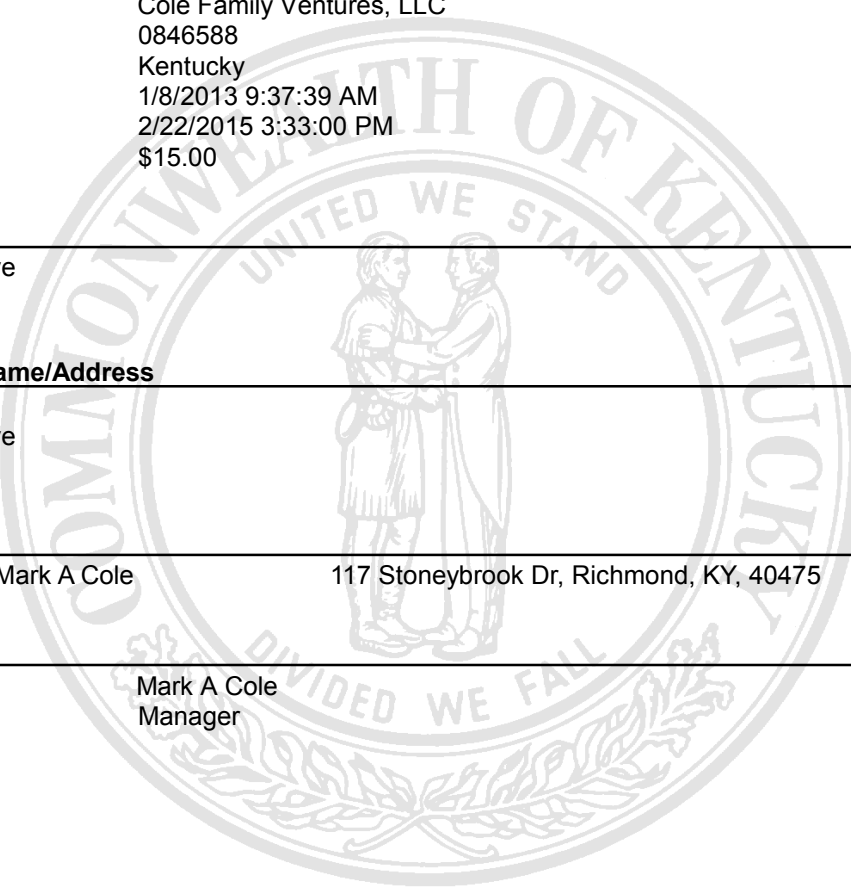 Cole Family Ventures, LLC
0846588
Kentucky
1/8/2013 9:37:39 AM
2/22/2015 3:33:00 PM
$15.00
COMMONWEALTH OF KENTUCKY
UNITED WE STAND
ame/Address
Mark A Cole 117 Stoneybrook Dr, Richmond, KY, 40475
DIVIDED WE FALL
Mark A Cole
Manager